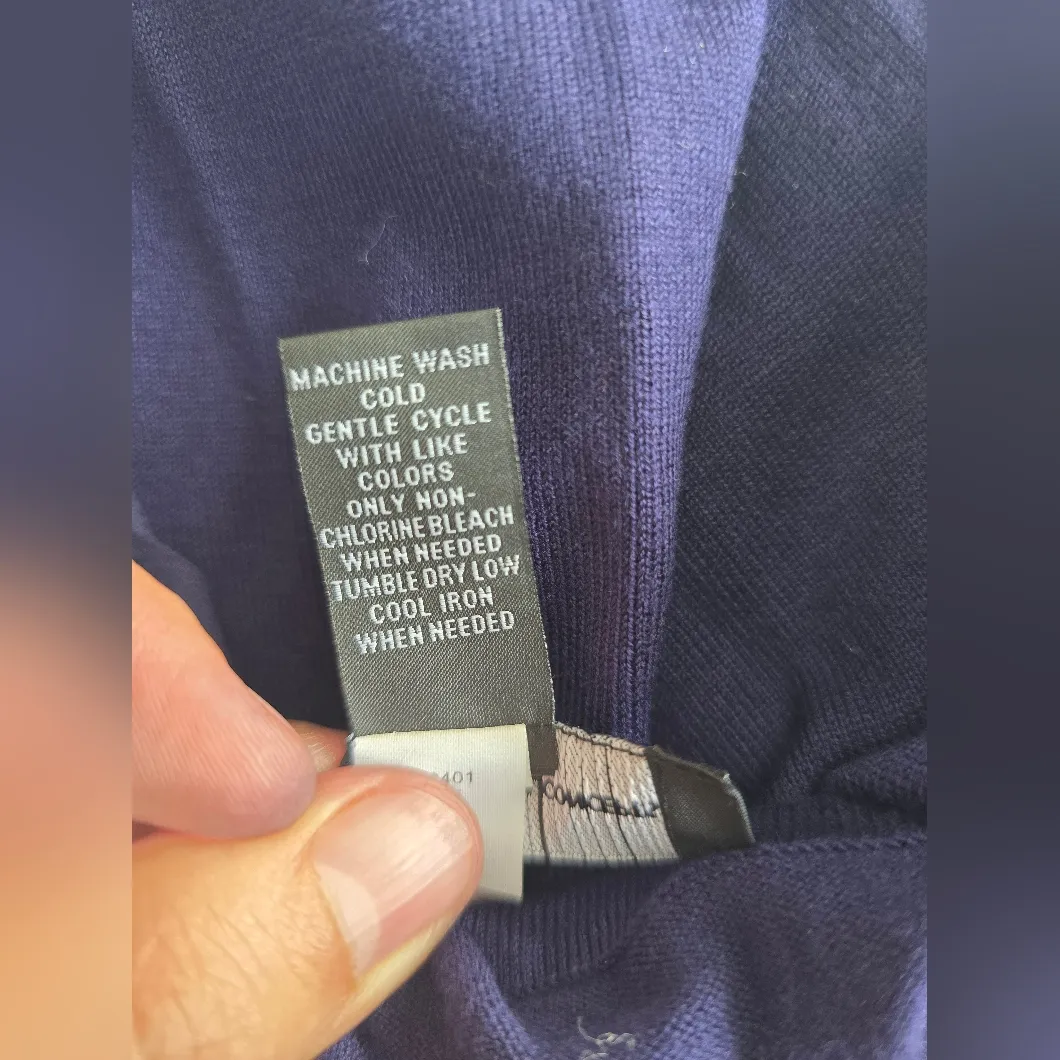 MACHINE WASH
COLD
GENTLE CYCLE
WITH LIKE
COLORS
ONLY NON-
CHLORINE BLEACH
WHEN NEEDED
TUMBLE DRY LOW
COOL IRON
WHEN NEEDED
401